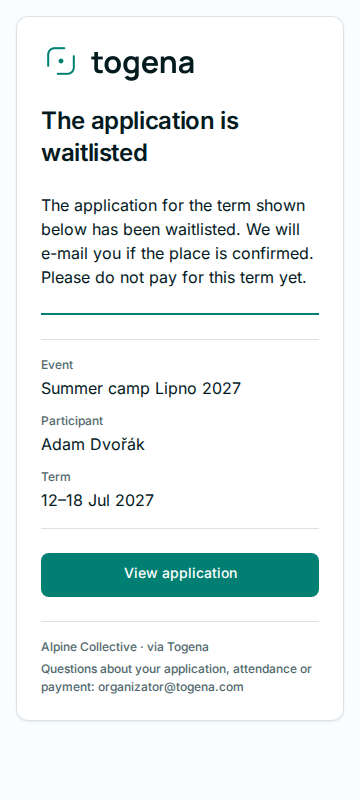 togena
The application is
waitlisted
The application for the term shown
below has been waitlisted. We will
e-mail you if the place is confirmed.
Please do not pay for this term yet.
Event
Summer camp Lipno 2027
Participant
Adam Dvořák
Term
12–18 Jul 2027
View application
Alpine Collective · via Togena
Questions about your application, attendance or
payment: organizator@togena.com